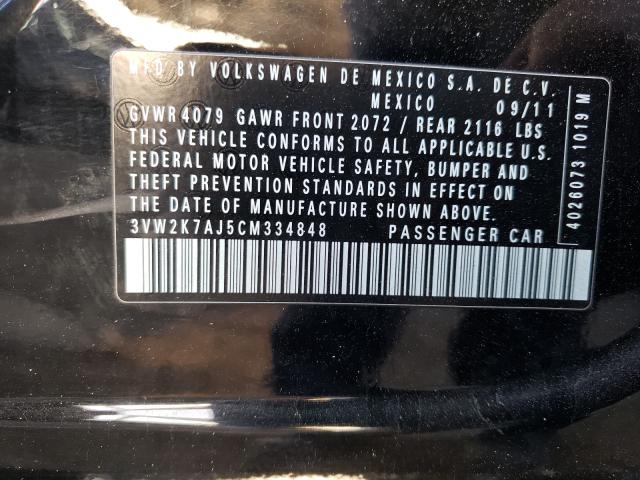 MFD BY VOLKSWAGEN DE MEXICO S.A. DE C.V.
MEXICO 09/11
GVWR 4079 GAWR FRONT 2072 / REAR 2116 LBS
THIS VEHICLE CONFORMS TO ALL APPLICABLE U.S.
FEDERAL MOTOR VEHICLE SAFETY, BUMPER AND
THEFT PREVENTION STANDARDS IN EFFECT ON
THE DATE OF MANUFACTURE SHOWN ABOVE.
3VW2K7AJ5CM334848 PASSENGER CAR
4026073 1019 M